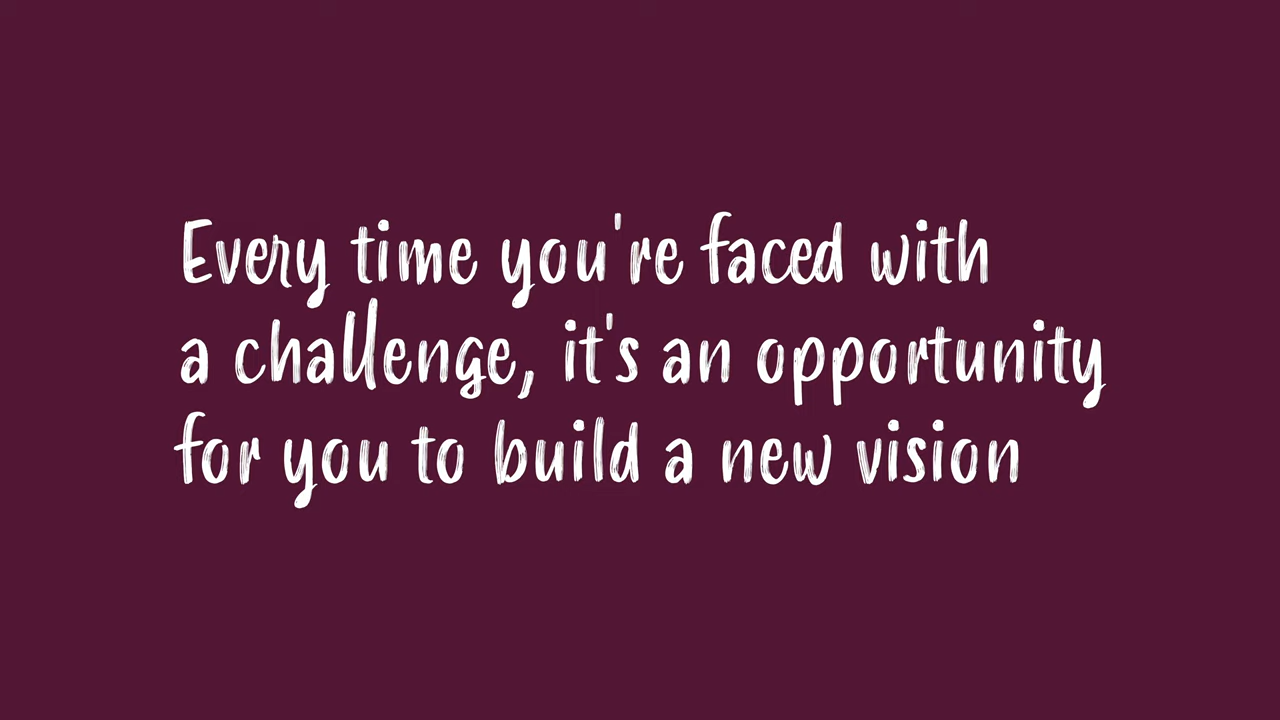 Every time you're faced with
a challenge, it's an opportunity
for you to build a new vision